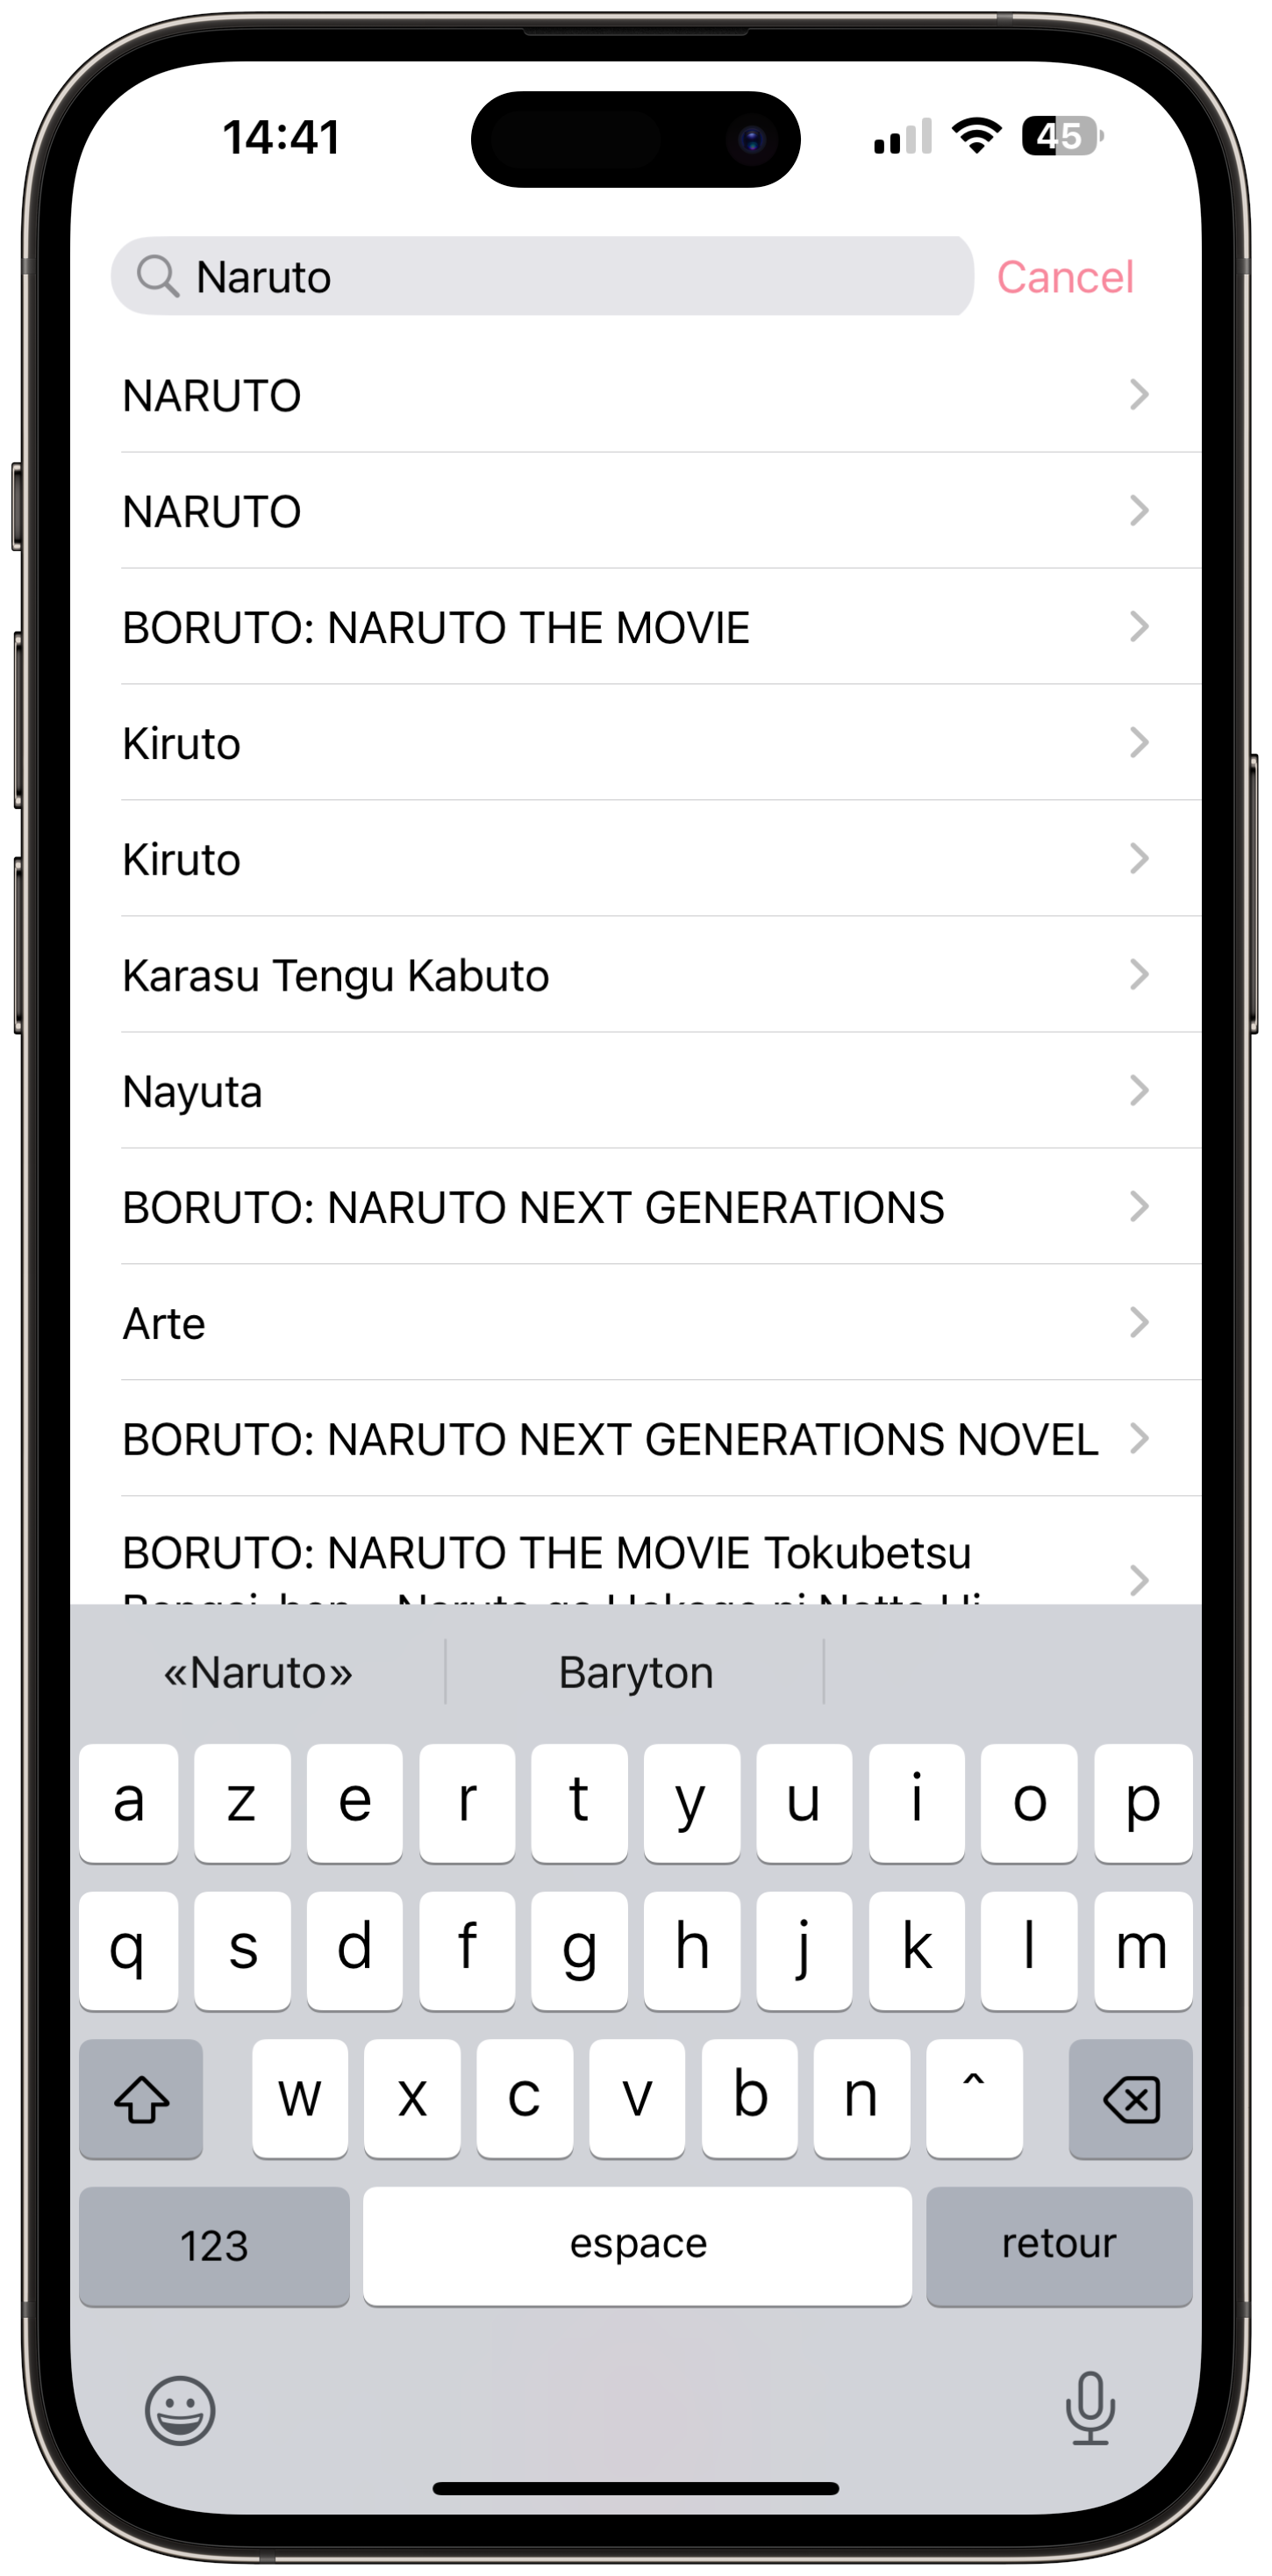 14:41
45
Naruto
Cancel
NARUTO
NARUTO
BORUTO: NARUTO THE MOVIE
Kiruto
Kiruto
Karasu Tengu Kabuto
Nayuta
BORUTO: NARUTO NEXT GENERATIONS
Arte
BORUTO: NARUTO NEXT GENERATIONS NOVEL
BORUTO: NARUTO THE MOVIE Tokubetsu
«Naruto» Baryton
a z e r t y u i o p
q s d f g h j k l m
w x c v b n ^
123 espace retour